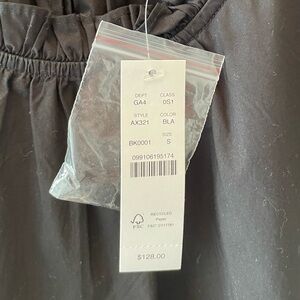 DEPT CLASS
GA4 0S1
STYLE COLOR
AX321 BLA
SIZE
BK0001 S
099106195174
RECYCLED
Paper
FSC
$128.00